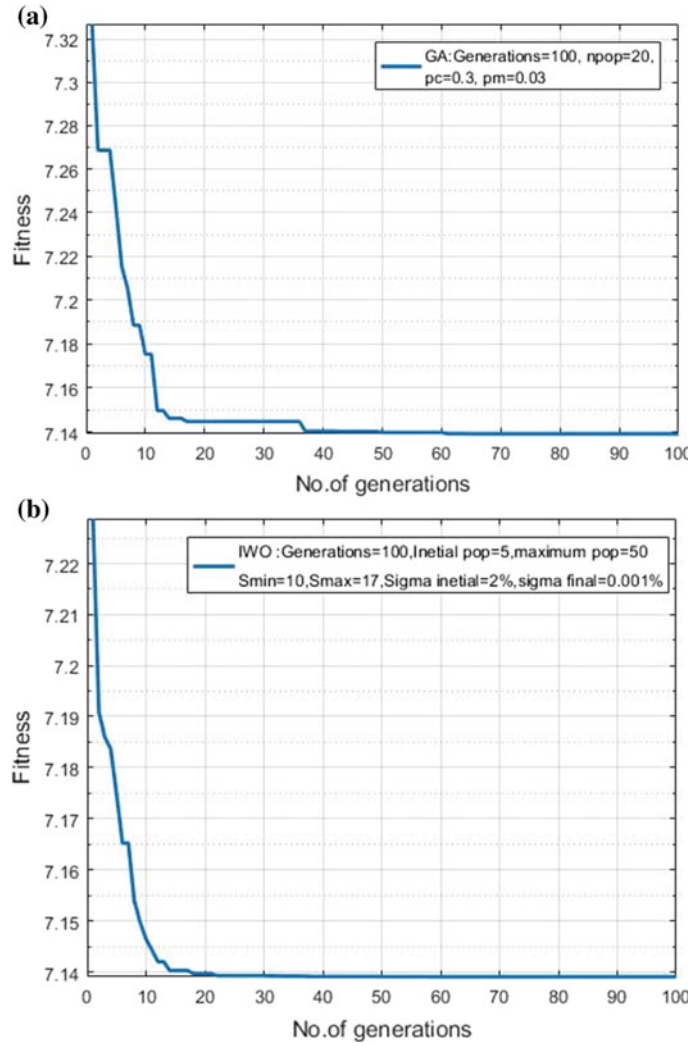 (a)
7.32
7.3
7.28
7.26
7.24
7.22
7.2
7.18
7.16
7.14
Fitness
GA:Generations=100, npop=20,
pc=0.3, pm=0.03
0 10 20 30 40 50 60 70 80 90 100
No.of generations
(b)
7.22
7.21
7.2
7.19
7.18
7.17
7.16
7.15
7.14
Fitness
IWO :Generations=100,Inetial pop=5,maximum pop=50
Smin=10,Smax=17,Sigma inetial=2%,sigma final=0.001%
0 10 20 30 40 50 60 70 80 90 100
No.of generations